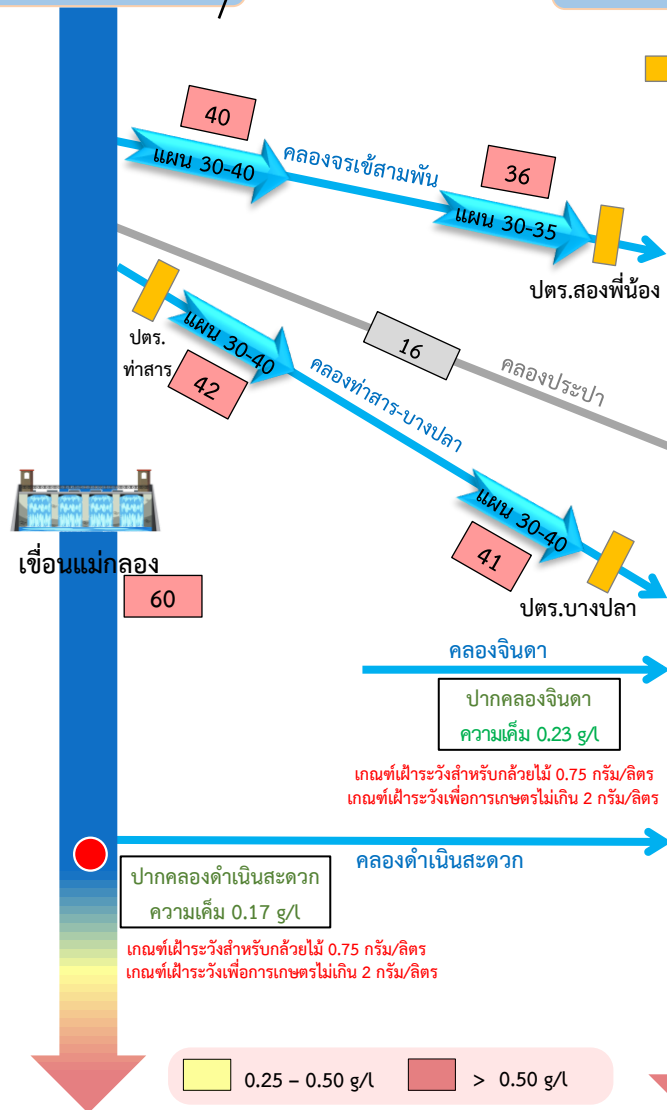 40
แผน 30-40
คลองจรเข้สามพัน
36
แผน 30-35
ปตร.สองพี่น้อง
ปตร.
ท่าสาร
แผน 30-40
42
16
คลองประปา
คลองท่าสาร-บางปลา
แผน 30-40
41
ปตร.บางปลา
เขื่อนแม่กลอง
60
คลองจินดา
ปากคลองจินดา
ความเค็ม 0.23 g/l
เกณฑ์เฝ้าระวังสำหรับกล้วยไม้ 0.75 กรัม/ลิตร
เกณฑ์เฝ้าระวังเพื่อการเกษตรไม่เกิน 2 กรัม/ลิตร
คลองดำเนินสะดวก
ปากคลองดำเนินสะดวก
ความเค็ม 0.17 g/l
เกณฑ์เฝ้าระวังสำหรับกล้วยไม้ 0.75 กรัม/ลิตร
เกณฑ์เฝ้าระวังเพื่อการเกษตรไม่เกิน 2 กรัม/ลิตร
0.25 – 0.50 g/l
> 0.50 g/l